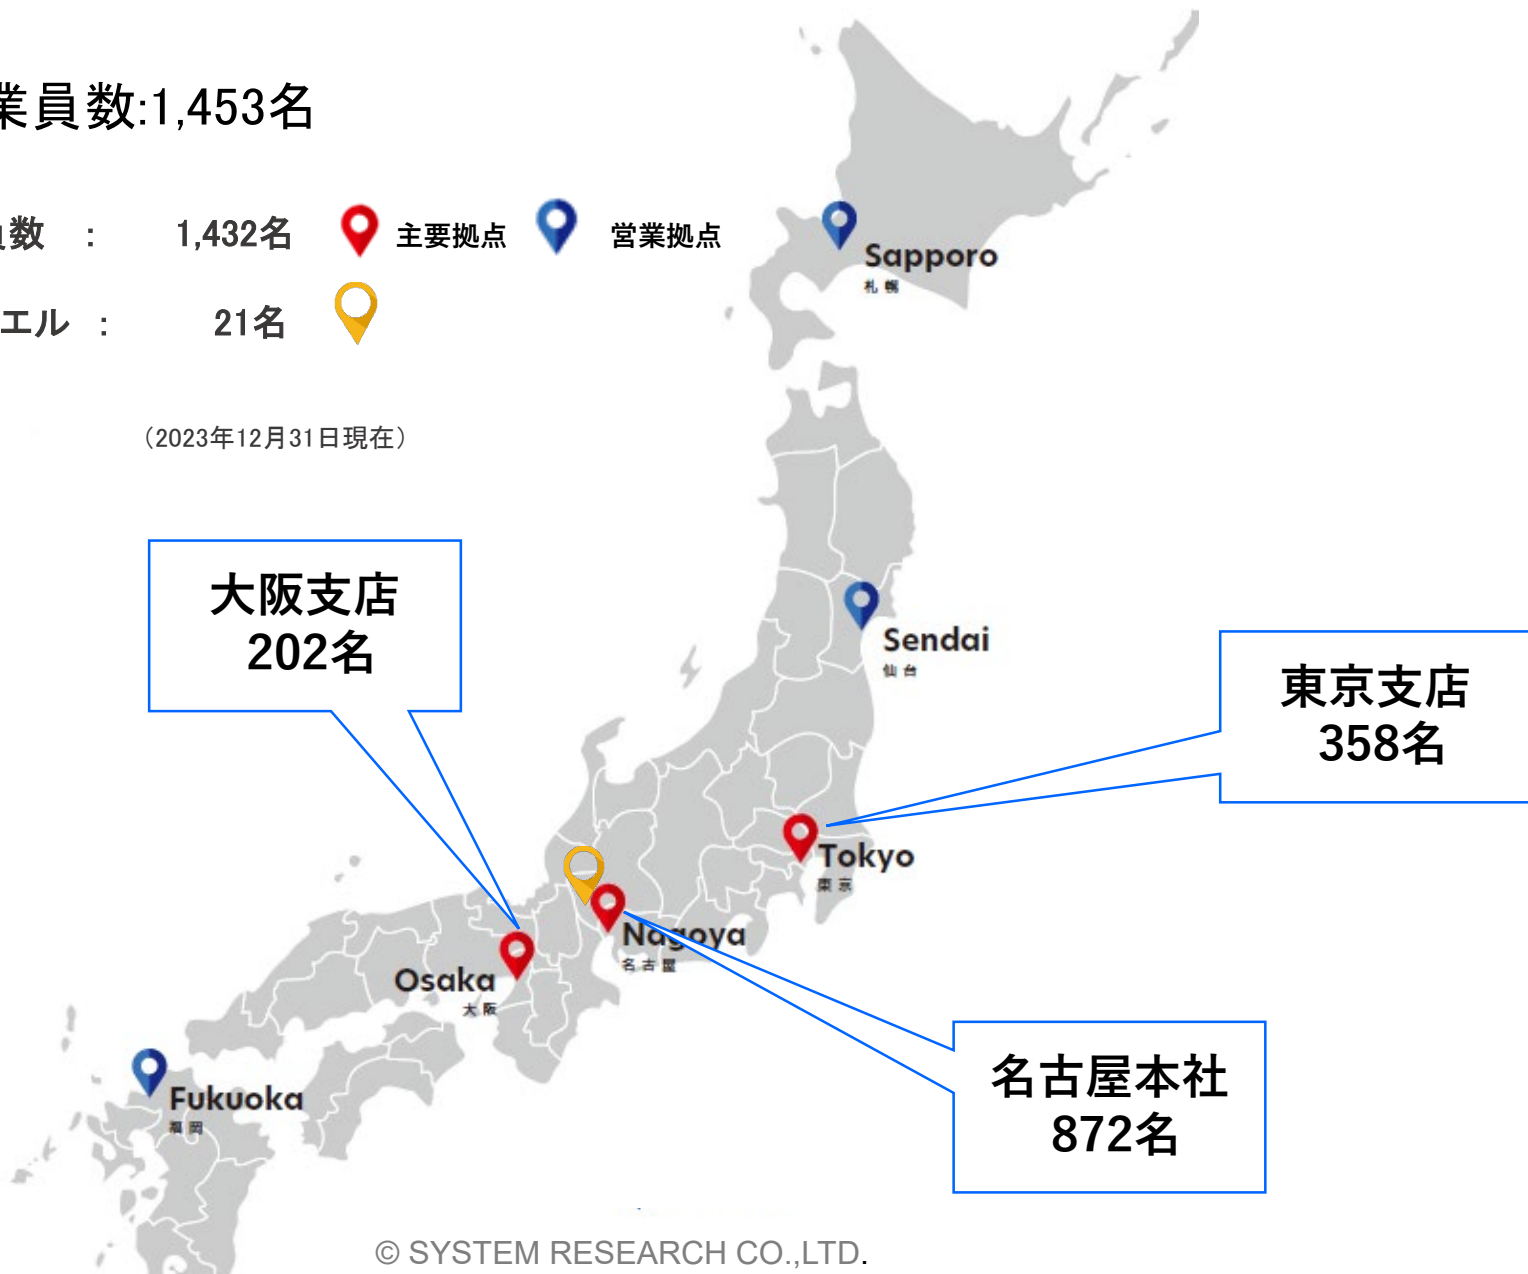 業員数:1,453名
員数 : 1,432名
主要拠点
営業拠点
エル : 21名
（2023年12月31日現在）
Sapporo
札幌
大阪支店
202名
Sendai
仙台
東京支店
358名
Tokyo
東京
Nagoya
名古屋
Osaka
大阪
名古屋本社
872名
Fukuoka
福岡
© SYSTEM RESEARCH CO.,LTD.